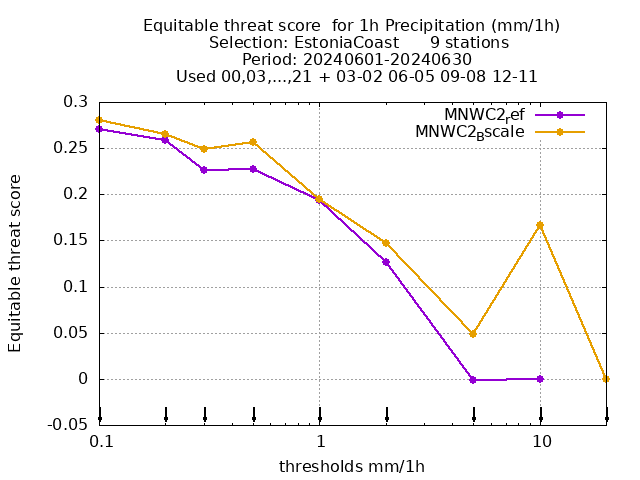 Equitable threat score  for 1h Precipitation (mm/1h)
Selection: EstoniaCoast      9 stations
Period: 20240601-20240630
Used 00,03,...,21 + 03-02 06-05 09-08 12-11
MNWC2ref
MNWC2Bscale
0.3
0.25
0.2
0.15
0.1
0.05
0
-0.05
Equitable threat score
0.1 1 10
thresholds mm/1h